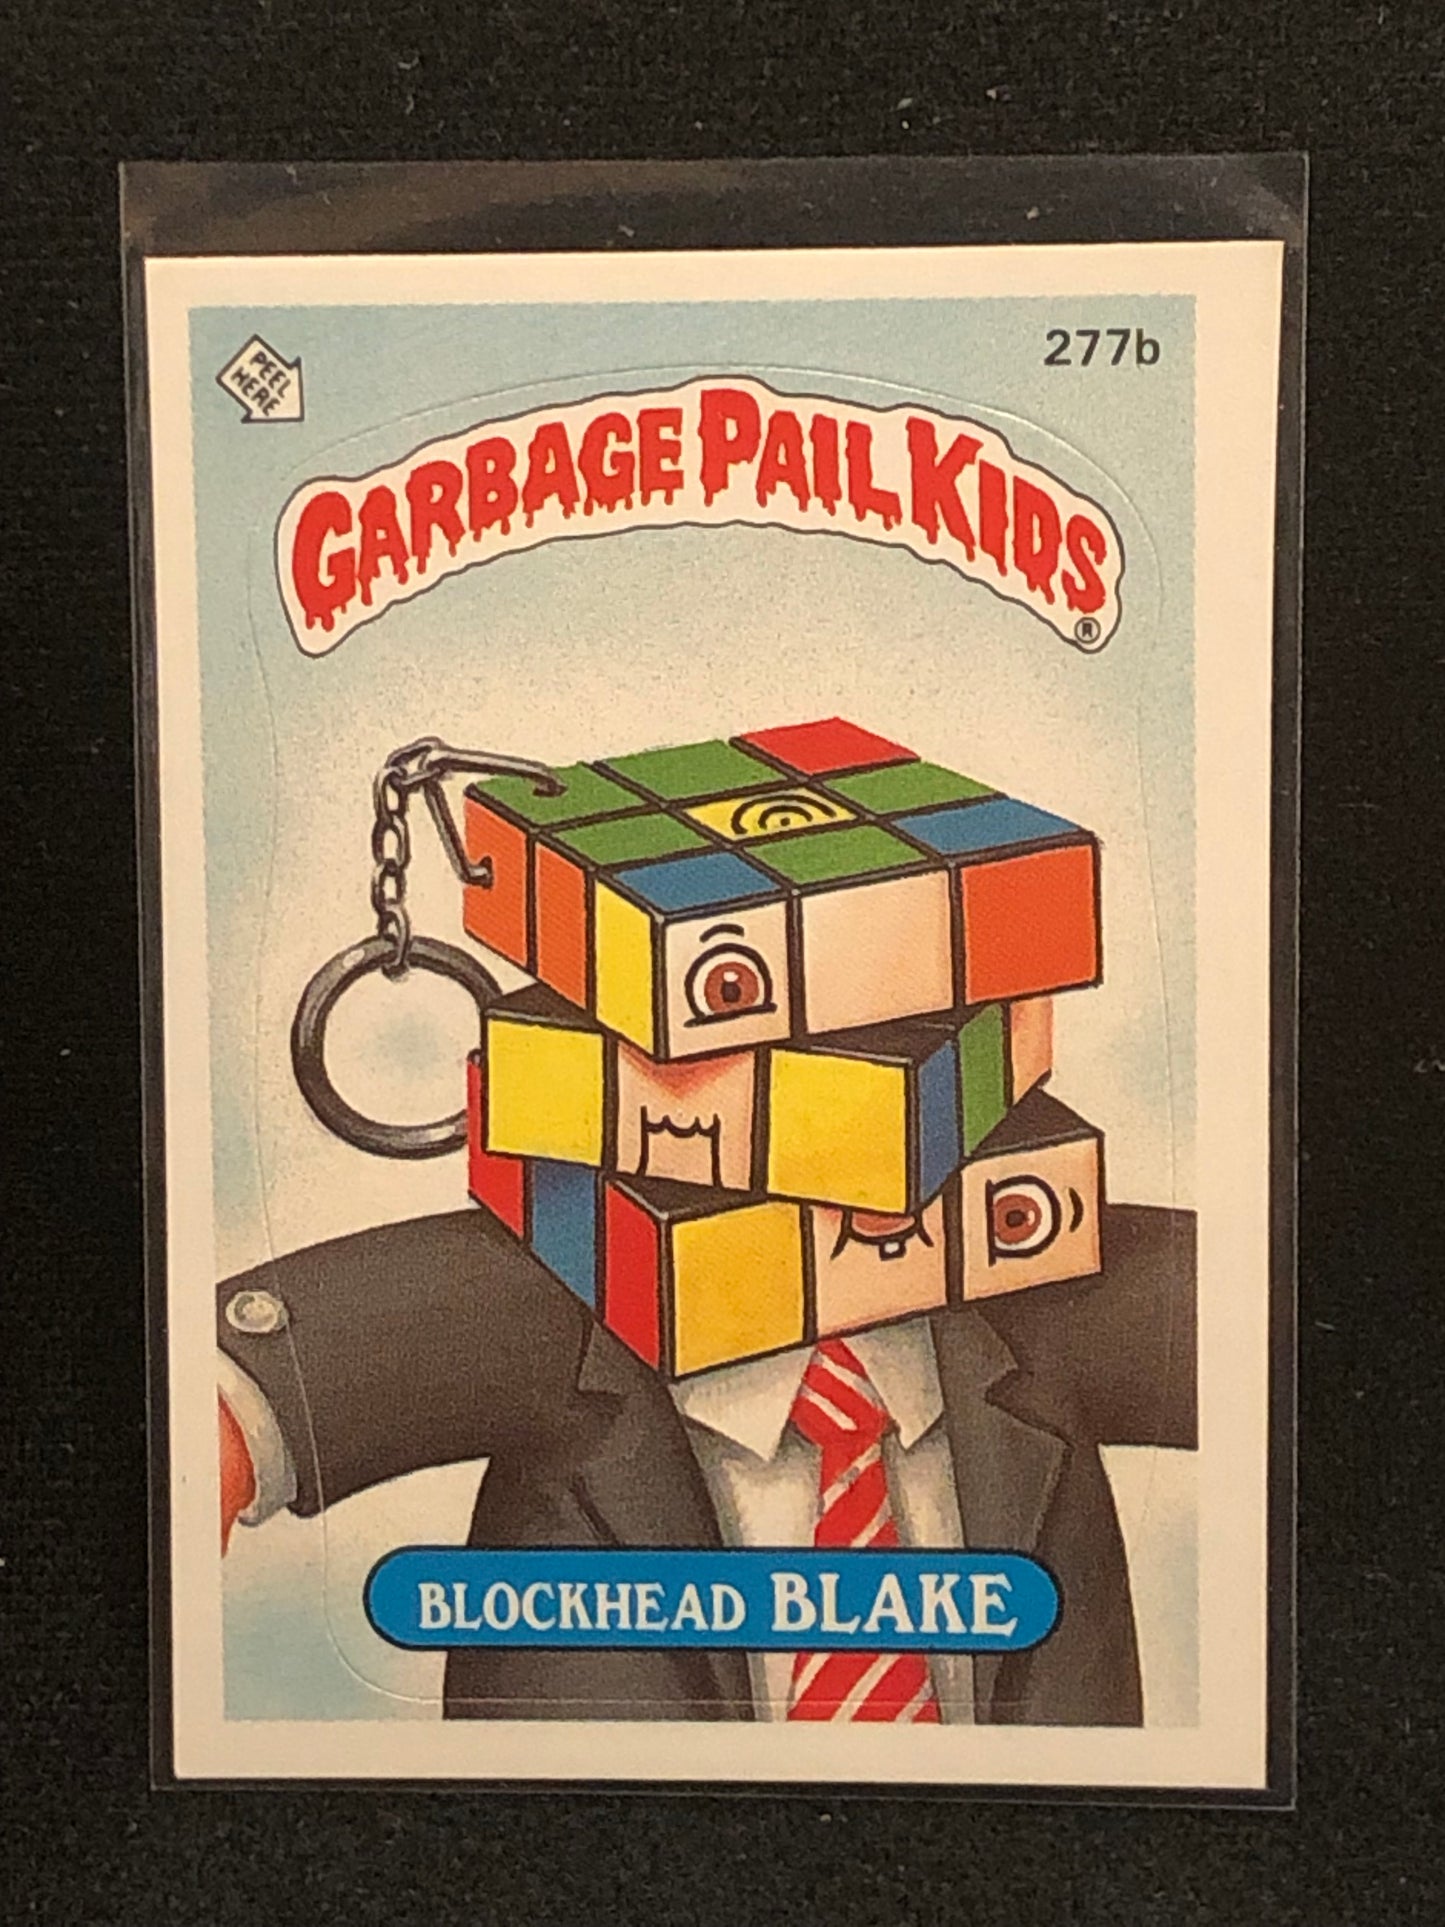 PEEL
HERE
277b
GARBAGE PAIL KIDS
®
BLOCKHEAD BLAKE